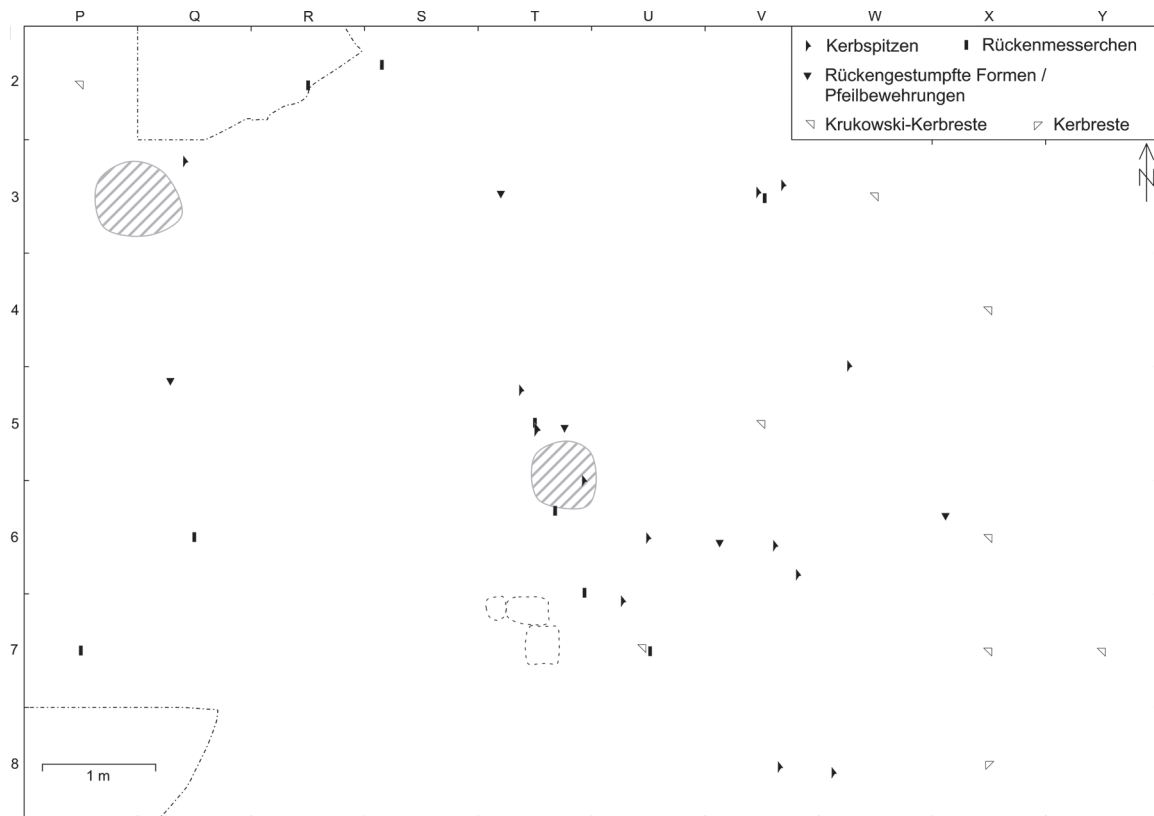 P Q R S T U V W X Y
Kerbspitzen Rückenmesserchen
2
Rückengestumpfte Formen /
Pfeilbewehrungen
Krukowski-Kerbreste Kerbreste
N
3
4
5
6
7
8
1 m